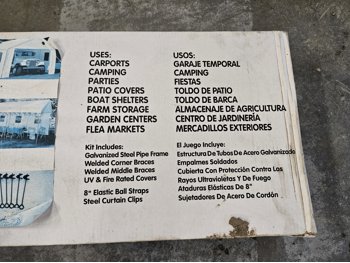 USES:
CARPORTS
CAMPING
PARTIES
PATIO COVERS
BOAT SHELTERS
FARM STORAGE
GARDEN CENTERS
FLEA MARKETS
Kit Includes:
Galvanized Steel Pipe Frame
Welded Corner Braces
Welded Middle Braces
UV & Fire Rated Covers
8" Elastic Ball Straps
Steel Curtain Clips
USOS:
GARAJE TEMPORAL
CAMPING
FIESTAS
TOLDO DE PATIO
TOLDO DE BARCA
ALMACENAJE DE AGRICULTURA
CENTRO DE JARDINERÍA
MERCADILLOS EXTERIORES
El Juego Incluye:
Estructura De Tubos De Acero Galvanizado
Empalmes Soldados
Cubierta Con Protección Contra Los
Rayos Ultravioletas Y De Fuego
Ataduras Elásticas De 8"
Sujetadores De Acero De Cordón